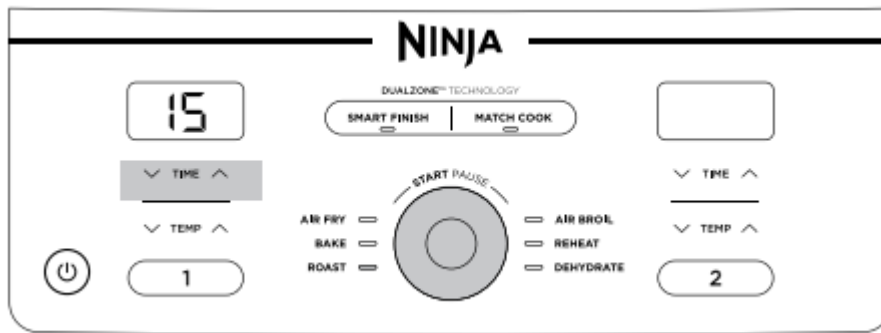 NINJA
DUALZONE™ TECHNOLOGY
15
SMART FINISH MATCH COOK
TIME
TIME
START PAUSE
TEMP
TEMP
AIR FRY
BAKE
ROAST
AIR BROIL
REHEAT
DEHYDRATE
1
2